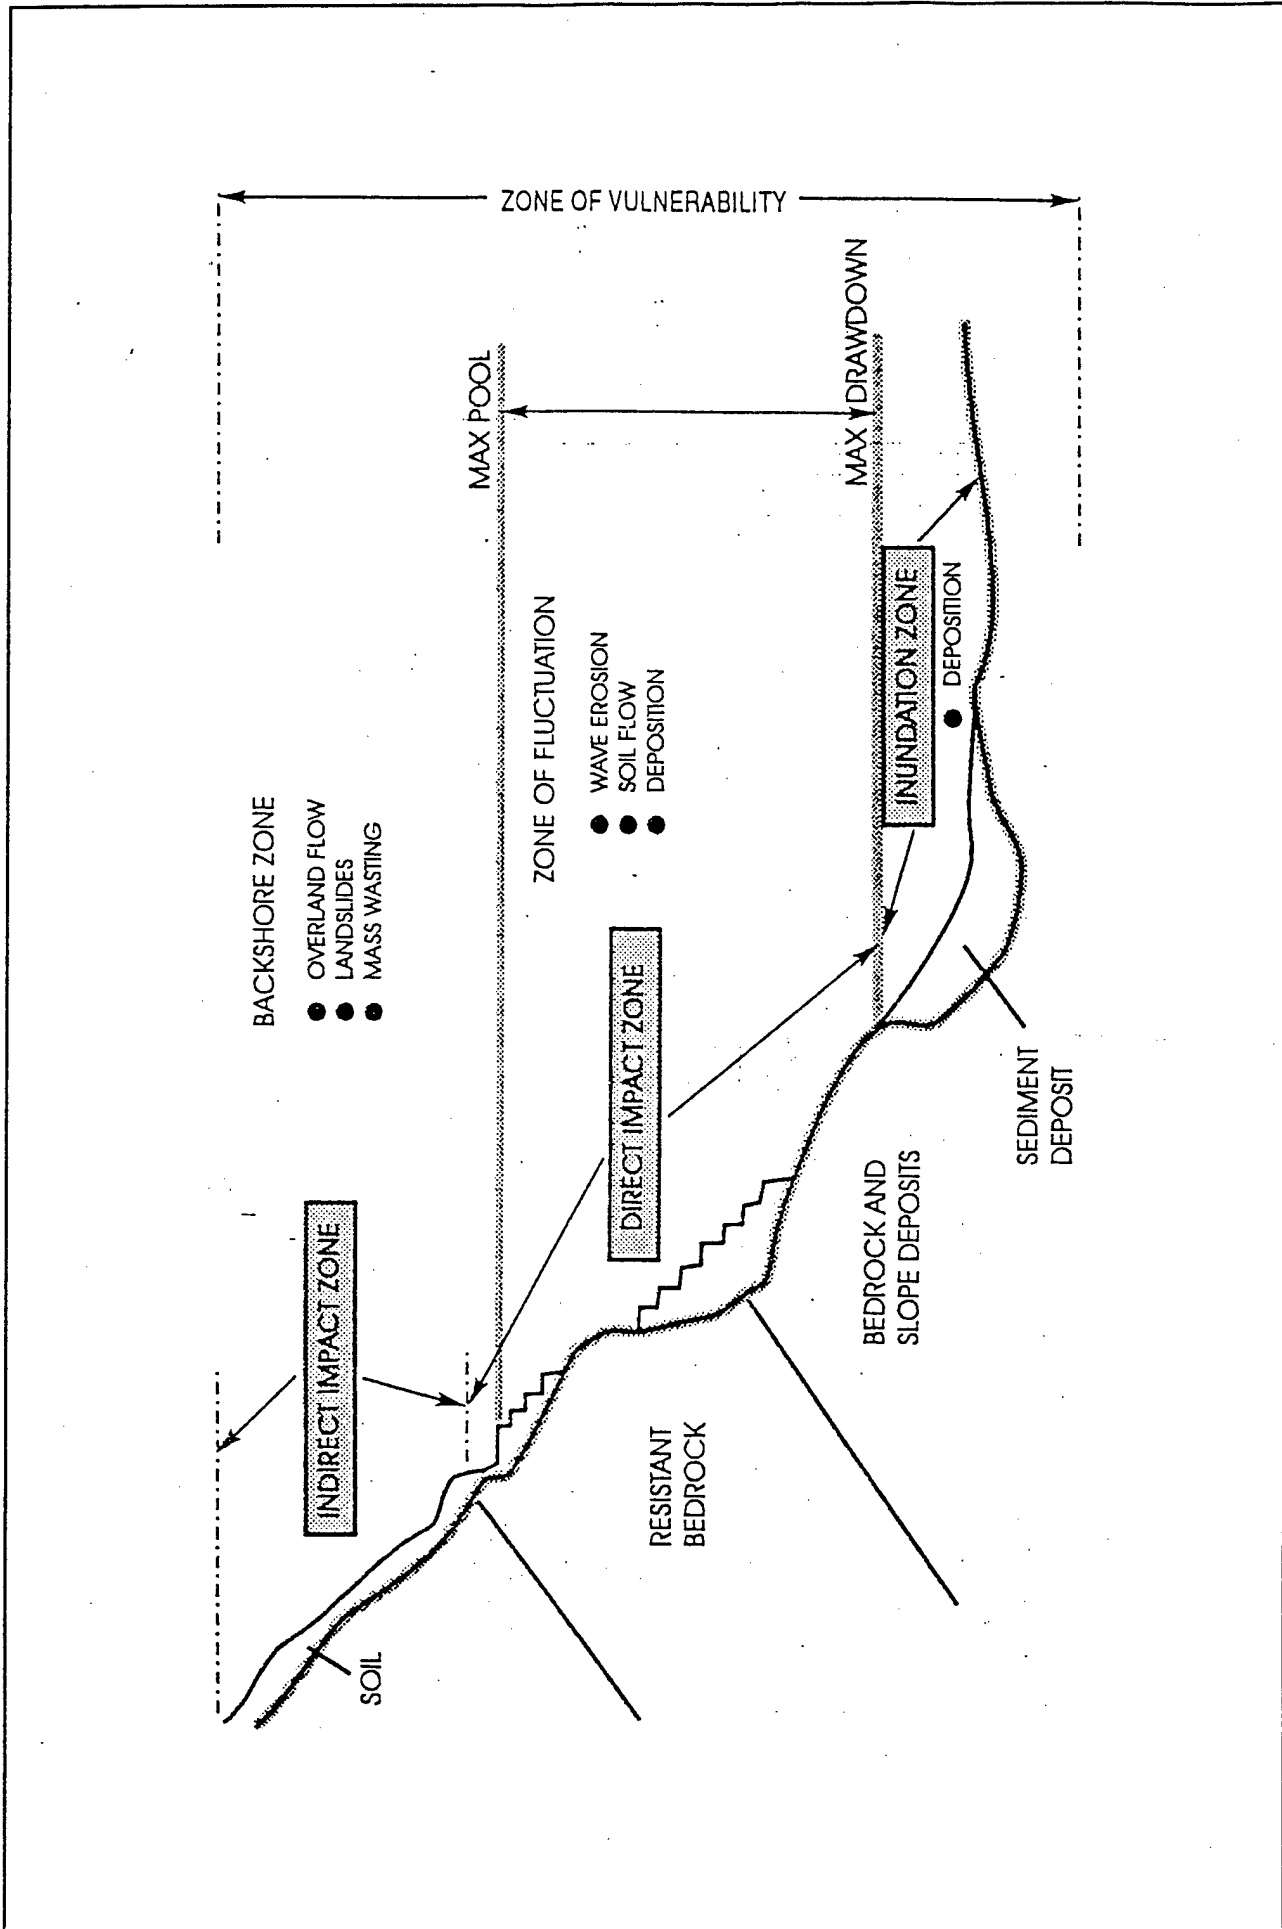 ZONE OF VULNERABILITY
BACKSHORE ZONE
● OVERLAND FLOW
● LANDSLIDES
● MASS WASTING
INDIRECT IMPACT ZONE
MAX POOL
ZONE OF FLUCTUATION
● WAVE EROSION
● SOIL FLOW
● DEPOSITION
DIRECT IMPACT ZONE
MAX DRAWDOWN
INUNDATION ZONE
● DEPOSITION
SOIL
RESISTANT
BEDROCK
BEDROCK AND
SLOPE DEPOSITS
SEDIMENT
DEPOSIT